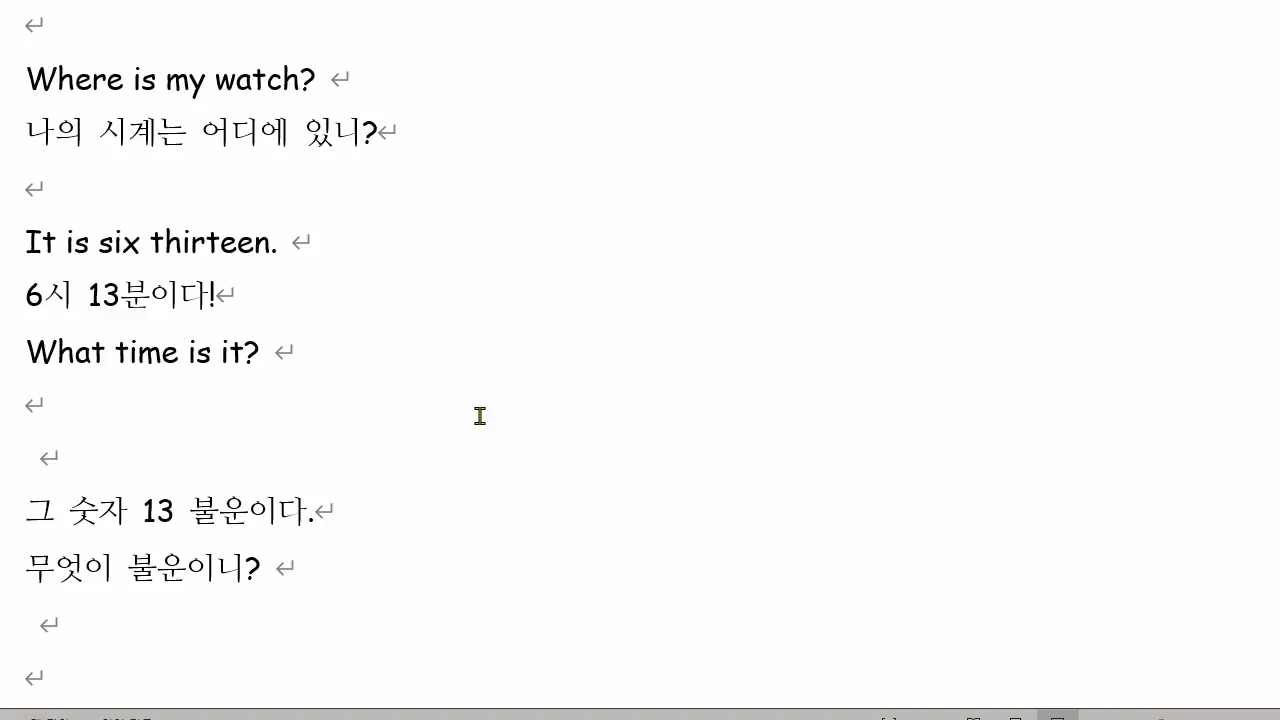 Where is my watch?
나의 시계는 어디에 있니?
It is six thirteen.
6시 13분이다!
What time is it?
그 숫자 13 불운이다.
무엇이 불운이니?